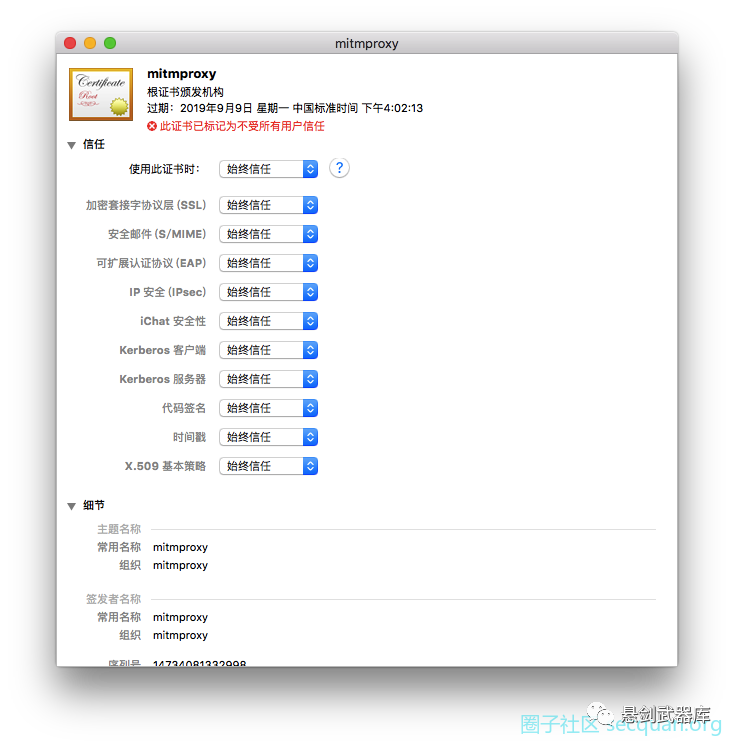 mitmproxy
Certificate
Root
mitmproxy
根证书颁发机构
过期：2019年9月9日 星期一 中国标准时间 下午4:02:13
此证书已标记为不受所有用户信任
信任
使用此证书时： 始终信任 ?
加密套接字协议层 (SSL) 始终信任
安全邮件 (S/MIME) 始终信任
可扩展认证协议 (EAP) 始终信任
IP 安全 (IPsec) 始终信任
iChat 安全性 始终信任
Kerberos 客户端 始终信任
Kerberos 服务器 始终信任
代码签名 始终信任
时间戳 始终信任
X.509 基本策略 始终信任
细节
主题名称
常用名称 mitmproxy
组织 mitmproxy
签发者名称
常用名称 mitmproxy
组织 mitmproxy
序列号 14734081332998
悬剑武器库
圈子社区 secquan.org